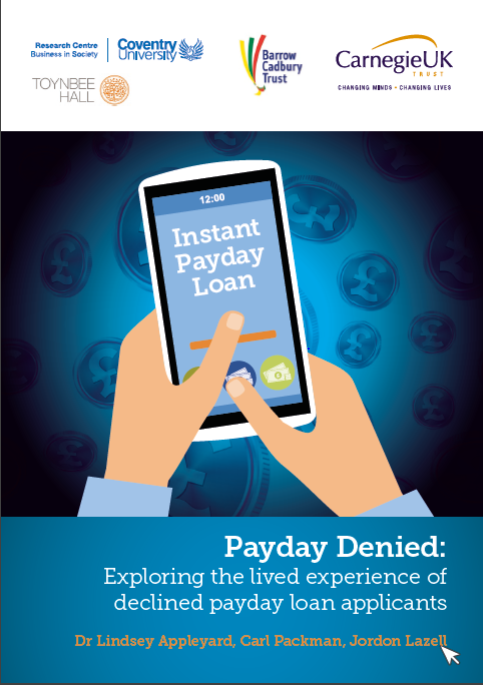 Research Centre
Business in Society
Coventry
University
TOYNBEE
HALL
Barrow
Cadbury
Trust
CarnegieUK
TRUST
CHANGING MINDS • CHANGING LIVES
12:00
Instant
Payday
Loan
Payday Denied:
Exploring the lived experience of
declined payday loan applicants
Dr Lindsey Appleyard, Carl Packman, Jordon Lazell